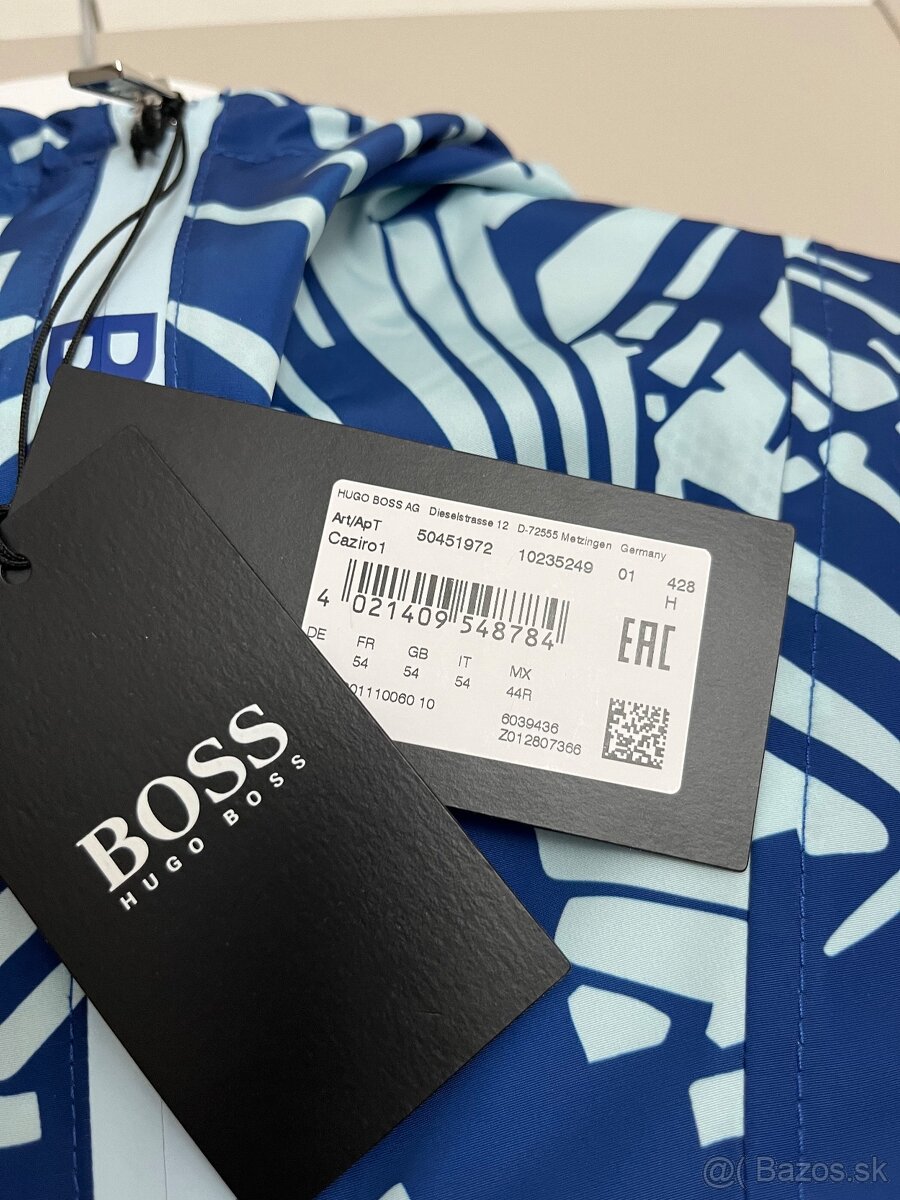 B
HUGO BOSS AG Dieselstrasse 12 D-72555 Metzingen Germany
Art/ApT 50451972 10235249 01 428
Caziro1 H
4 021409 548784
EAC
DE FR GB IT MX
54 54 54 44R
01110060 10 6039436
Z012807366
BOSS
HUGO BOSS
@( Bazos.sk